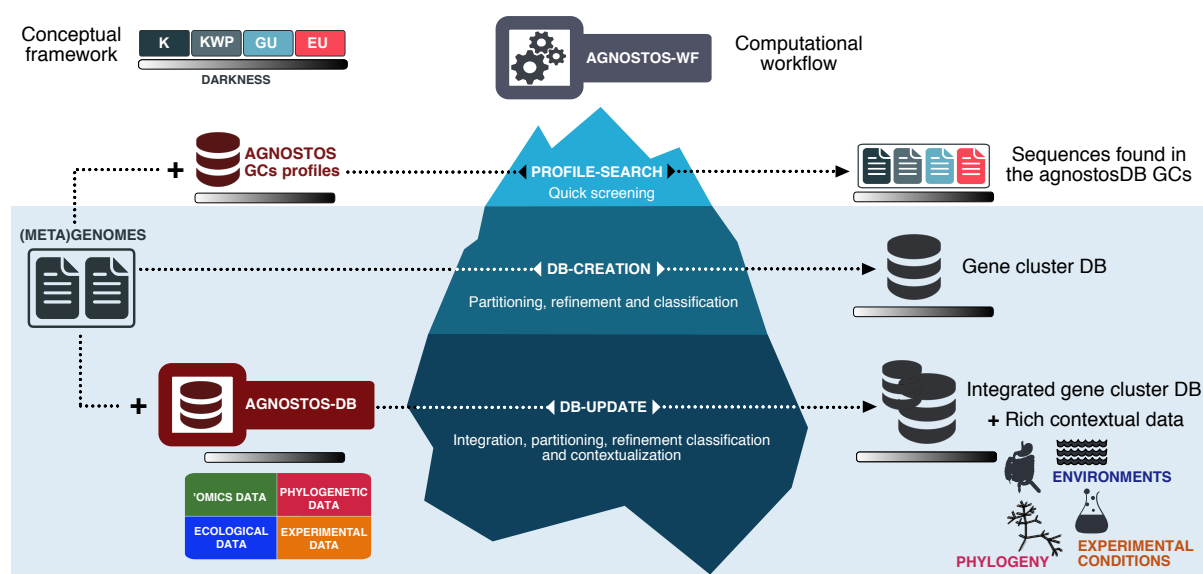 Conceptual
framework
K
KWP
GU
EU
DARKNESS
AGNOSTOS-WF
Computational
workflow
+
AGNOSTOS
GCs profiles
PROFILE-SEARCH
Quick screening
Sequences found in
the agnostosDB GCs
(META)GENOMES
DB-CREATION
Partitioning, refinement and classification
Gene cluster DB
+
AGNOSTOS-DB
DB-UPDATE
Integration, partitioning, refinement classification
and contextualization
Integrated gene cluster DB
+ Rich contextual data
'OMICS DATA
PHYLOGENETIC
DATA
ECOLOGICAL
DATA
EXPERIMENTAL
DATA
ENVIRONMENTS
PHYLOGENY
EXPERIMENTAL
CONDITIONS